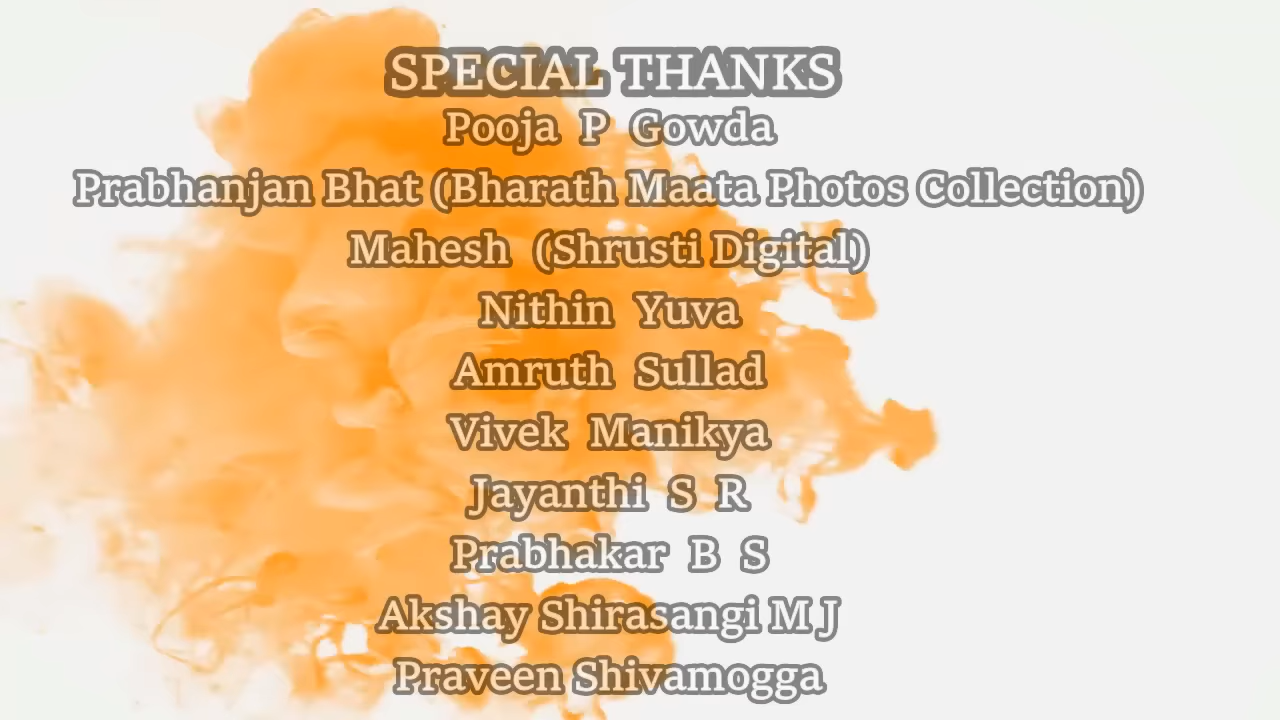 SPECIAL THANKS
Pooja P Gowda
Prabhanjan Bhat (Bharath Maata Photos Collection)
Mahesh (Shrusti Digital)
Nithin Yuva
Amruth Sullad
Vivek Manikya
Jayanthi S R
Prabhakar B S
Akshay Shirasangi M J
Praveen Shivamogga